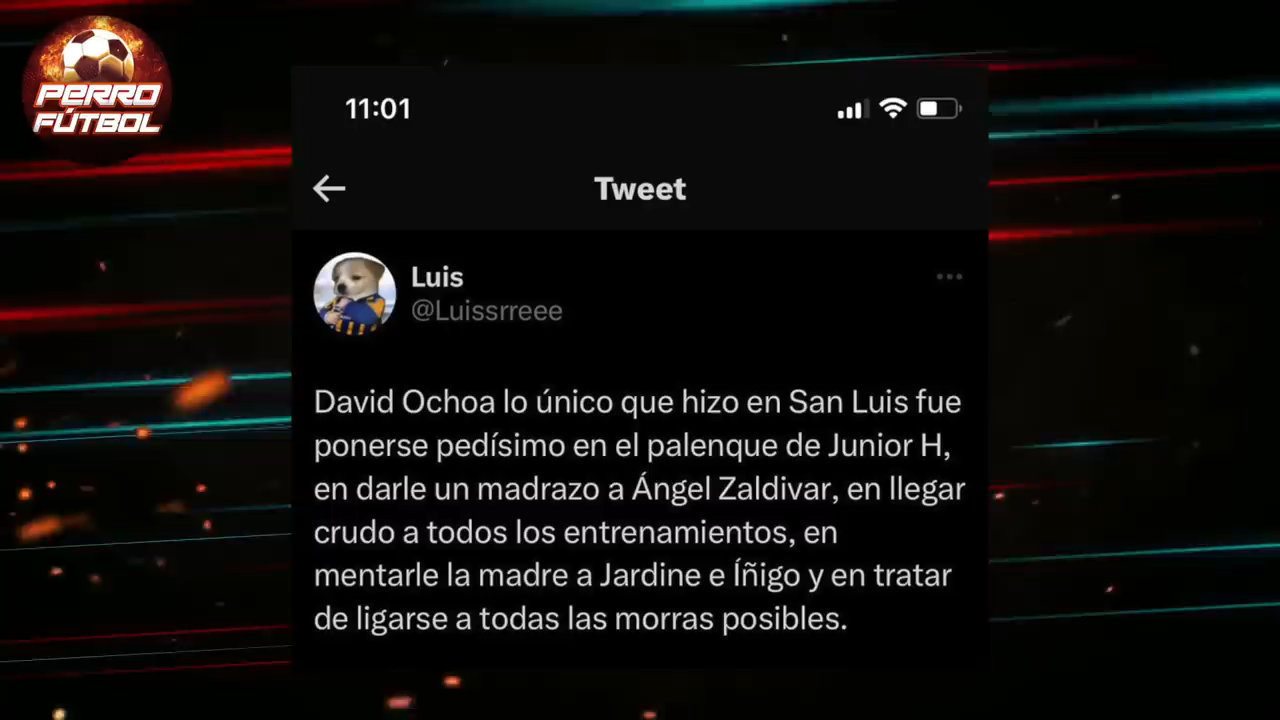 PERRO
FÚTBOL
11:01
Tweet
Luis
@Luissrreeee
David Ochoa lo único que hizo en San Luis fue
ponerse pedísimo en el palenque de Junior H,
en darle un madrazo a Ángel Zaldivar, en llegar
crudo a todos los entrenamientos, en
mentarle la madre a Jardine e Íñigo y en tratar
de ligarse a todas las morras posibles.